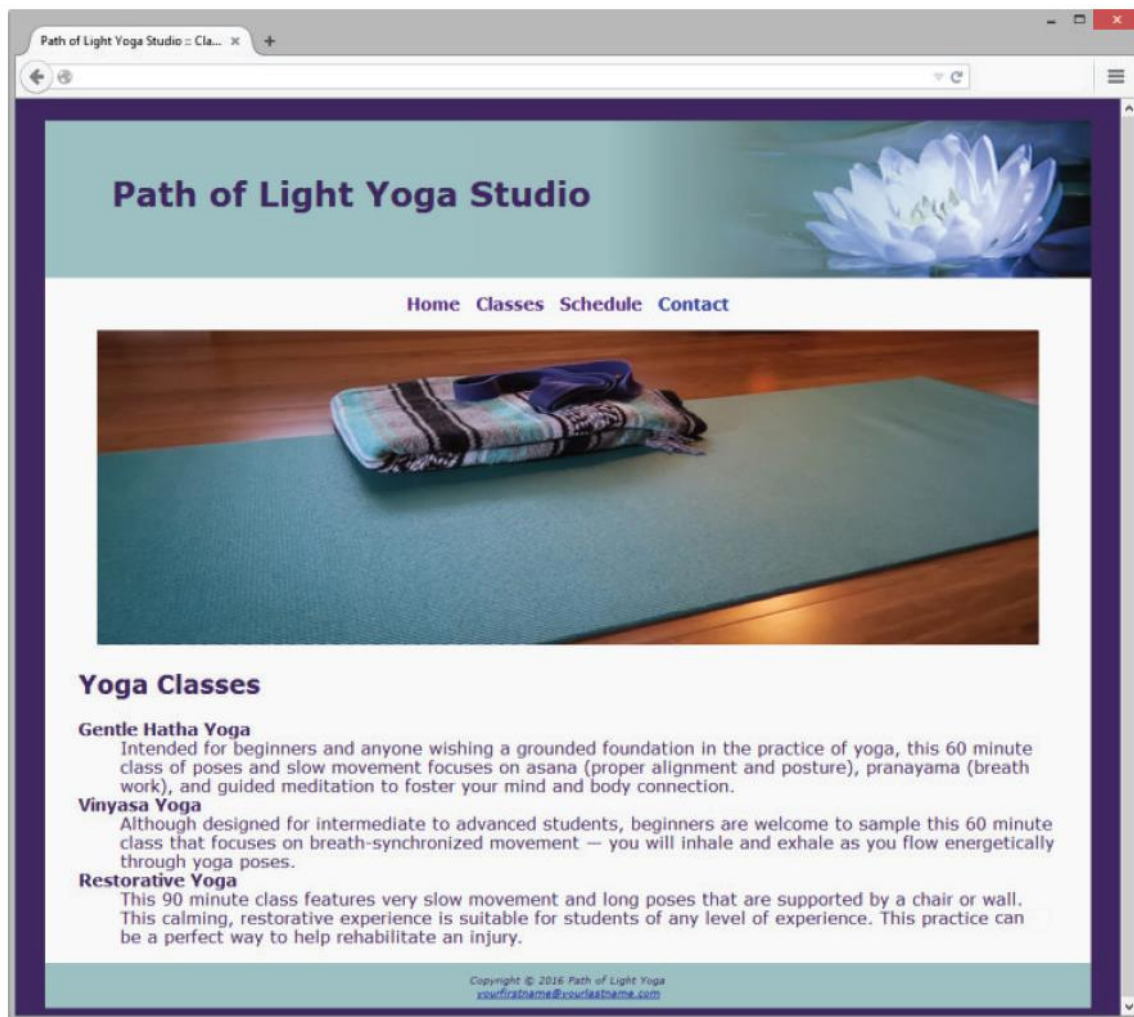 Path of Light Yoga Studio :: Cla...
Path of Light Yoga Studio
Home Classes Schedule Contact
Yoga Classes
Gentle Hatha Yoga
Intended for beginners and anyone wishing a grounded foundation in the practice of yoga, this 60 minute
class of poses and slow movement focuses on asana (proper alignment and posture), pranayama (breath
work), and guided meditation to foster your mind and body connection.
Vinyasa Yoga
Although designed for intermediate to advanced students, beginners are welcome to sample this 60 minute
class that focuses on breath-synchronized movement — you will inhale and exhale as you flow energetically
through yoga poses.
Restorative Yoga
This 90 minute class features very slow movement and long poses that are supported by a chair or wall.
This calming, restorative experience is suitable for students of any level of experience. This practice can
be a perfect way to help rehabilitate an injury.
Copyright © 2016 Path of Light Yoga
yourfirstname@yourlastname.com